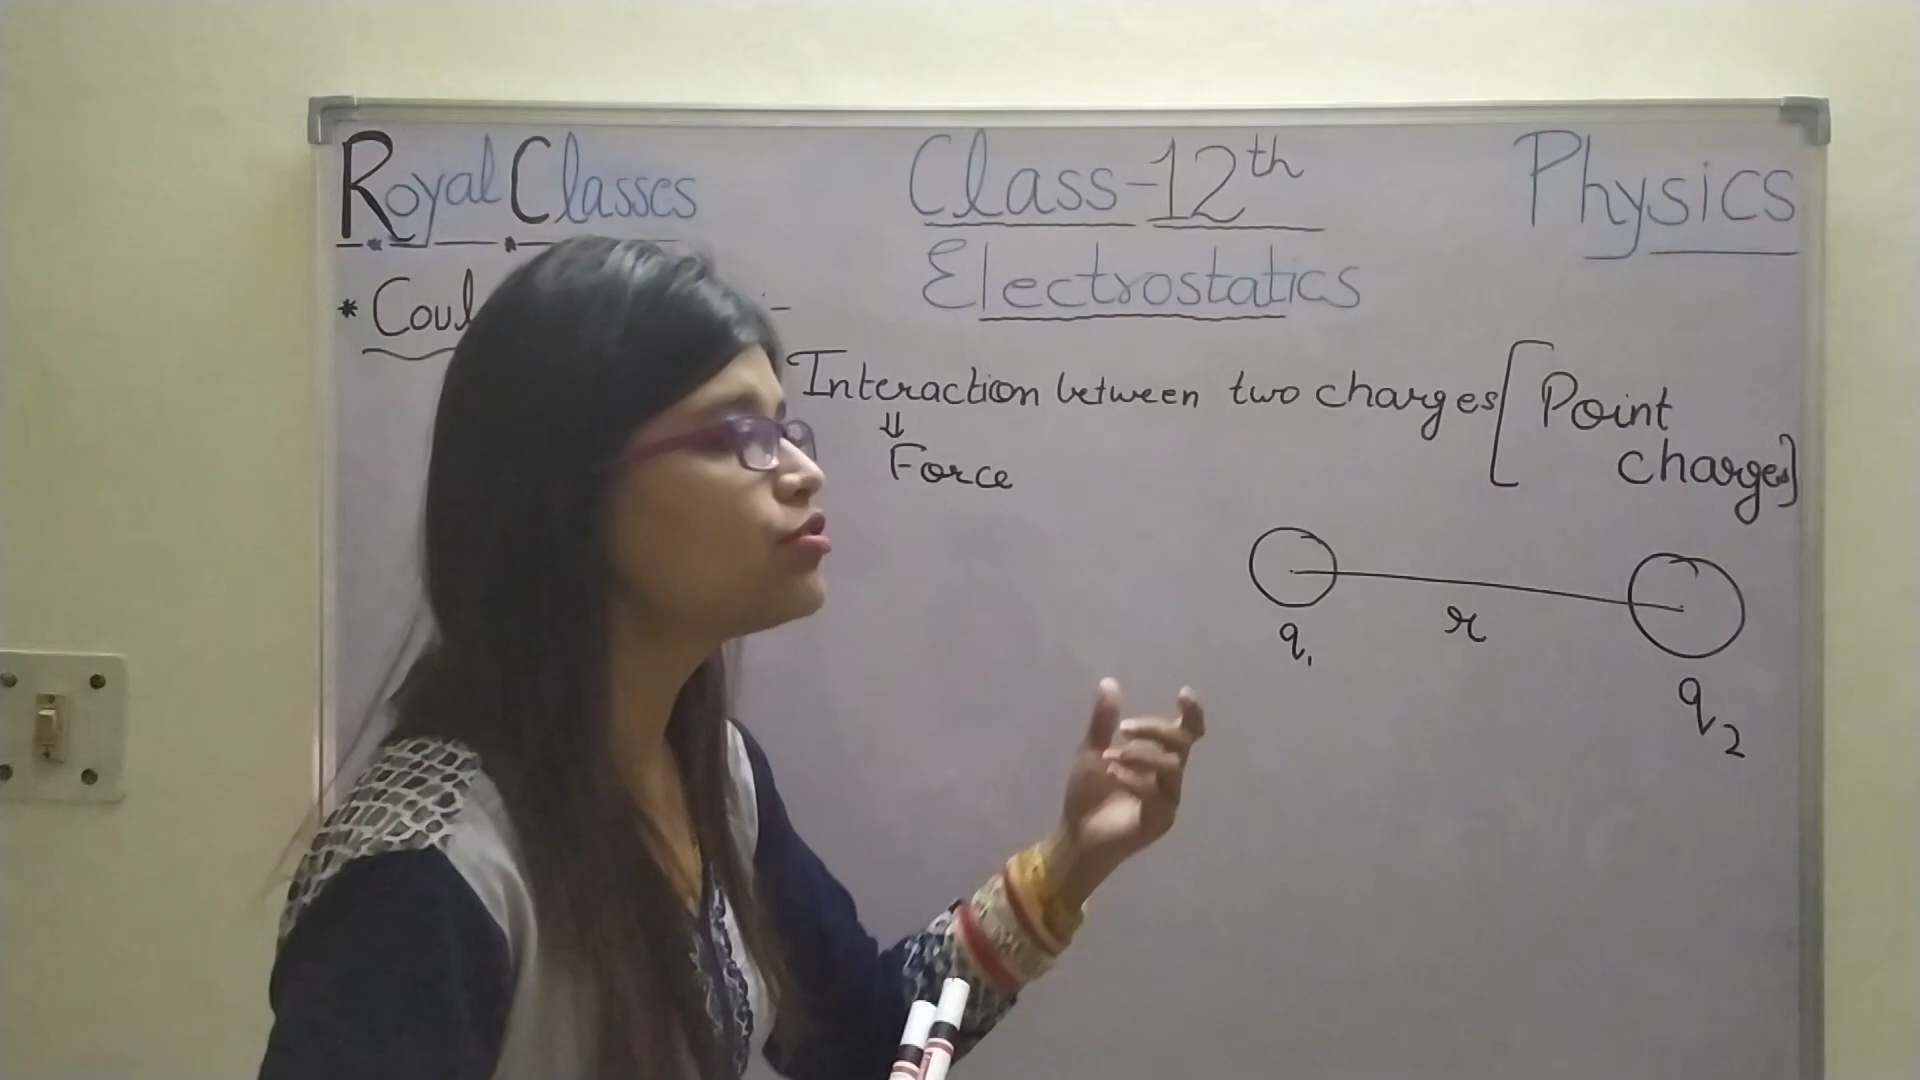 Royal Classes
Class-12th
Physics
Electrostatics
* Coul
Interaction between two charges [Point
charges]
⇓
Force
r
q1
q2